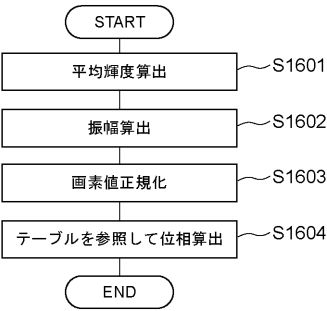 START
平均輝度算出
S1601
振幅算出
S1602
画素値正規化
S1603
テーブルを参照して位相算出
S1604
END